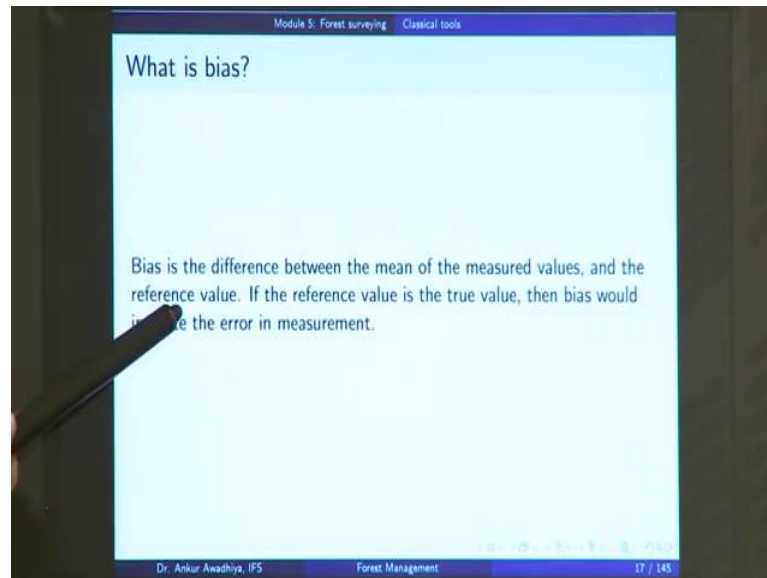 Module 5: Forest surveying Classical tools
What is bias?
Bias is the difference between the mean of the measured values, and the
reference value. If the reference value is the true value, then bias would
the error in measurement.
Dr. Ankur Awadhiya, IFS Forest Management 17 / 145